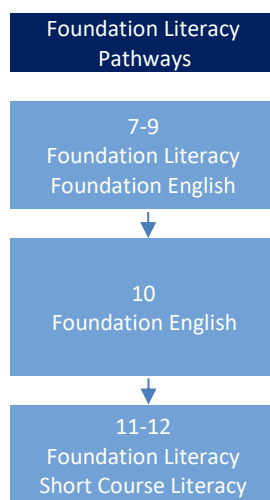 Foundation Literacy
Pathways
7-9
Foundation Literacy
Foundation English
10
Foundation English
11-12
Foundation Literacy
Short Course Literacy